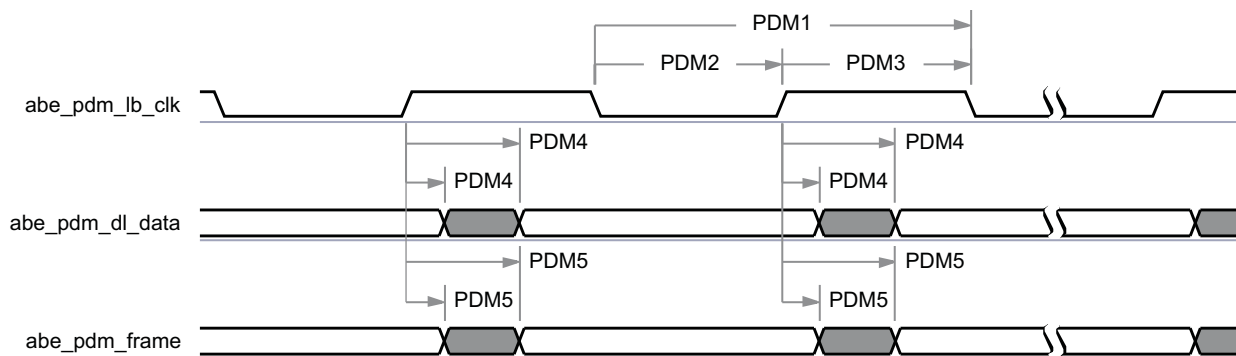 PDM1
PDM2 PDM3
abe_pdm_lb_clk
PDM4 PDM4
PDM4 PDM4
abe_pdm_dl_data
PDM5 PDM5
PDM5 PDM5
abe_pdm_frame